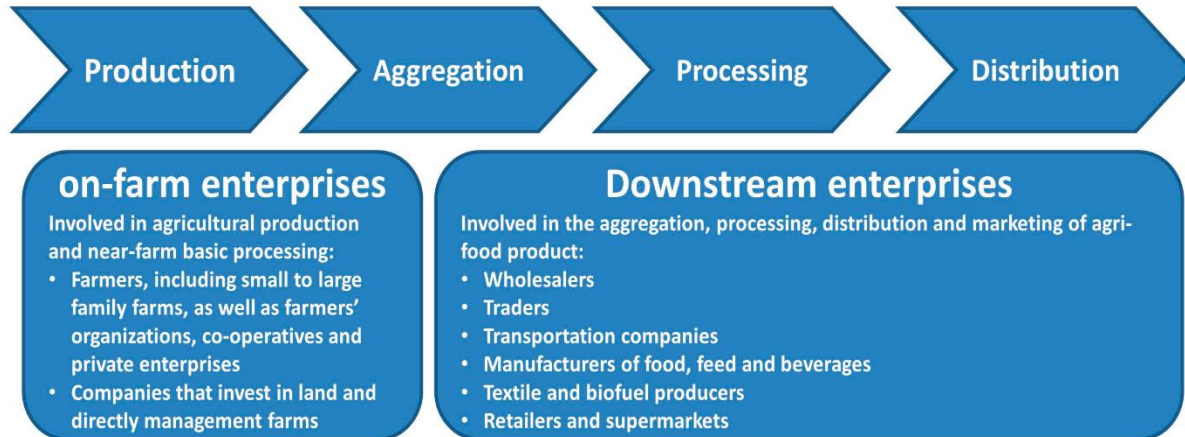 Production
Aggregation
Processing
Distribution
on-farm enterprises
Involved in agricultural production
and near-farm basic processing:
• Farmers, including small to large
family farms, as well as farmers'
organizations, co-operatives and
private enterprises
• Companies that invest in land and
directly management farms
Downstream enterprises
Involved in the aggregation, processing, distribution and marketing of agri-
food product:
• Wholesalers
• Traders
• Transportation companies
• Manufacturers of food, feed and beverages
• Textile and biofuel producers
• Retailers and supermarkets